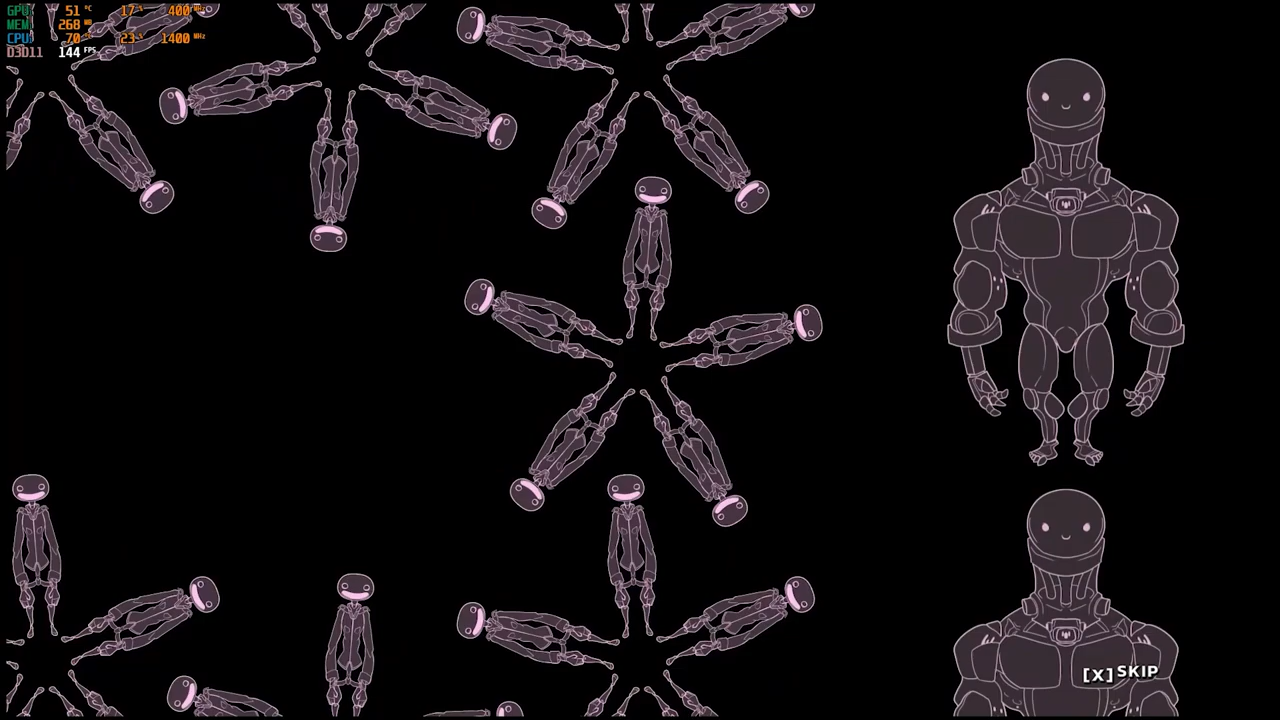 GPU: 51 °C 17 % 400 MHz
MEM: 268 MB
CPU: 70 °C 23 % 1400 MHz
D3D11 144 FPS
[X] SKIP